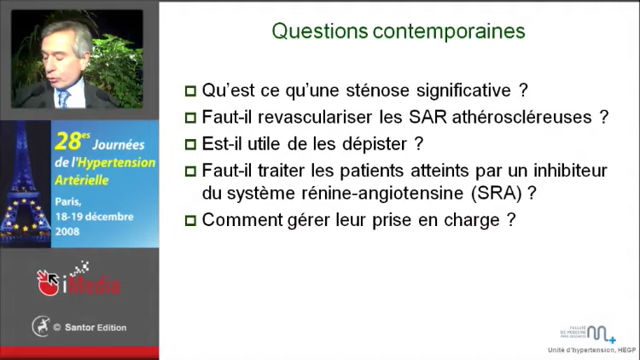 Questions contemporaines
Qu'est ce qu'une sténose significative ?
Faut-il revasculariser les SAR athéroscléreuses ?
Est-il utile de les dépister ?
Faut-il traiter les patients atteints par un inhibiteur
du système rénine-angiotensine (SRA) ?
Comment gérer leur prise en charge ?
28es Journées
de l'Hypertension
Artérielle
Paris,
18-19 décembre
2008
iMedia
© Santor Edition
FACULTÉ
DE MÉDECINE
Unité d'hypertension, HEGP